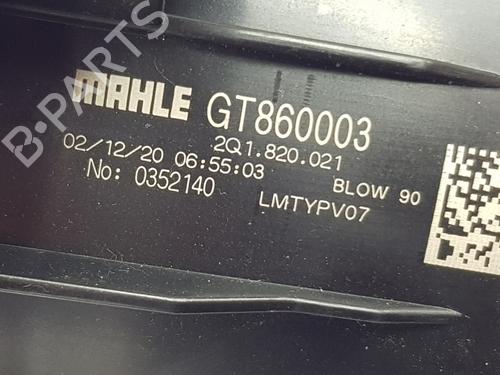 B-PARTS
MAHLE GT860003
2Q1.820.021
02/12/20 06:55:03
BLOW 90
No: 0352140
LMTYPV07